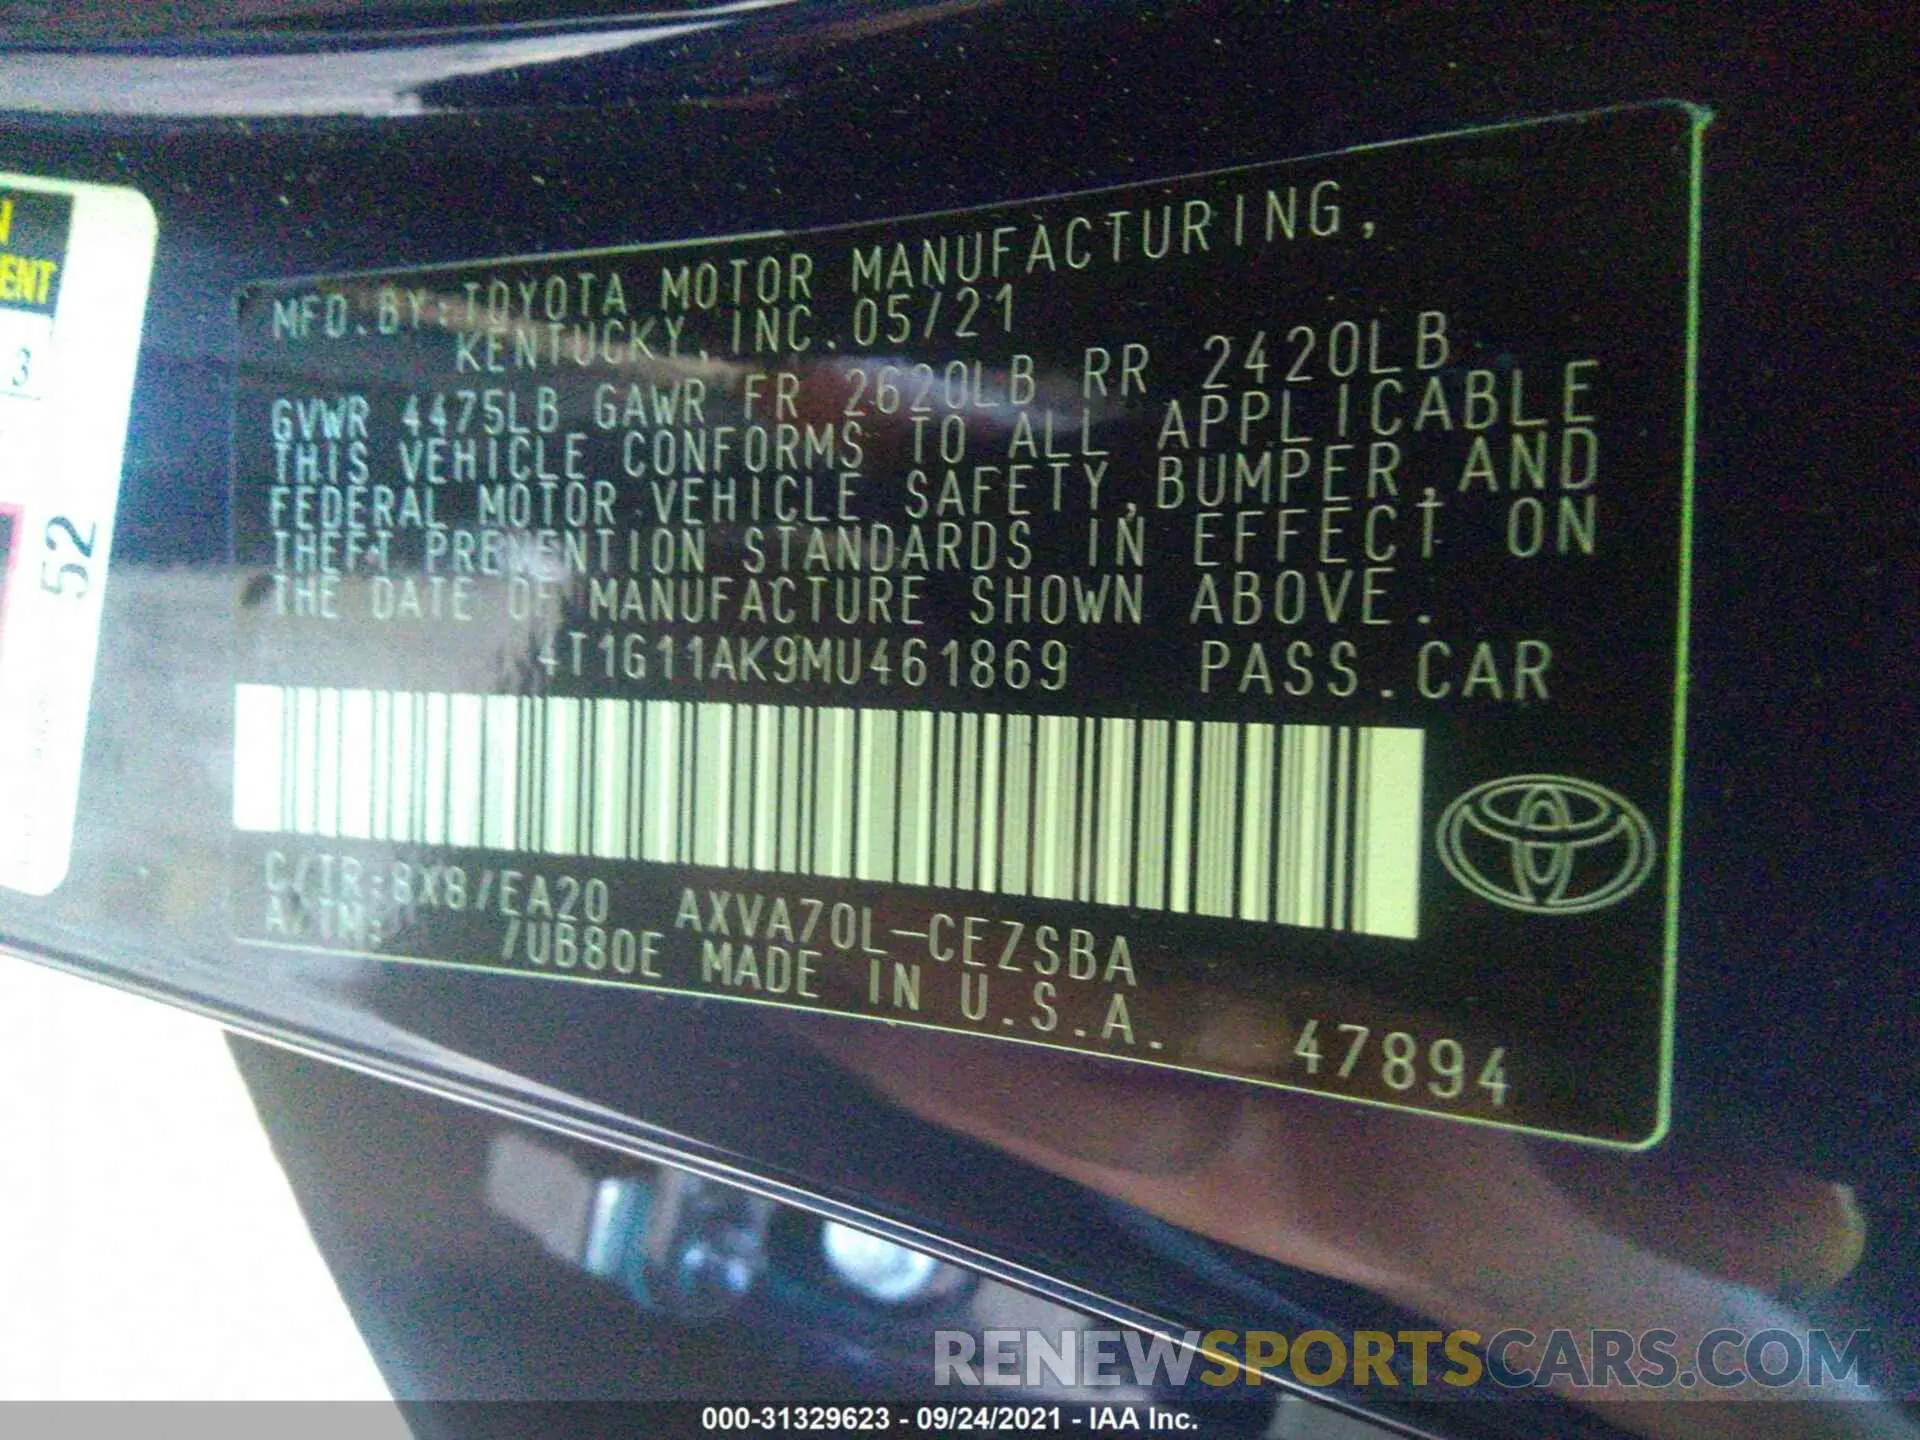 N
ENT
3
52
MFD.BY:TOYOTA MOTOR MANUFACTURING,
KENTUCKY, INC. 05/21
GVWR 4475LB GAWR FR 2620LB RR 2420LB
THIS VEHICLE CONFORMS TO ALL APPLICABLE
FEDERAL MOTOR VEHICLE SAFETY,BUMPER,AND
THEFT PREVENTION STANDARDS IN EFFECT ON
THE DATE OF MANUFACTURE SHOWN ABOVE.
4T1G11AK9MU461869 PASS.CAR
C/TR:8X8/EA20 AXVA70L-CEZSBA
A/TM: /UB80E MADE IN U.S.A. 47894
RENEWSPORTSCARS.COM
000-31329623 - 09/24/2021 - IAA Inc.